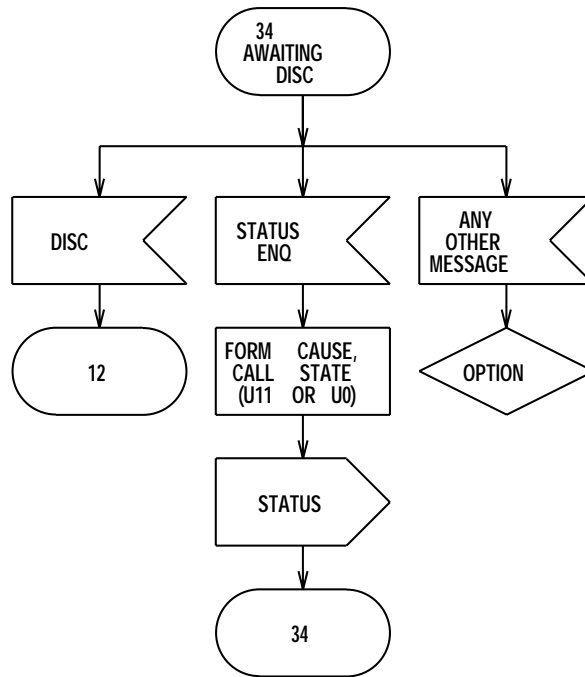 34
AWAITING
DISC
DISC
STATUS
ENQ
ANY
OTHER
MESSAGE
12
FORM CAUSE,
CALL STATE
(U11 OR U0)
OPTION
STATUS
34